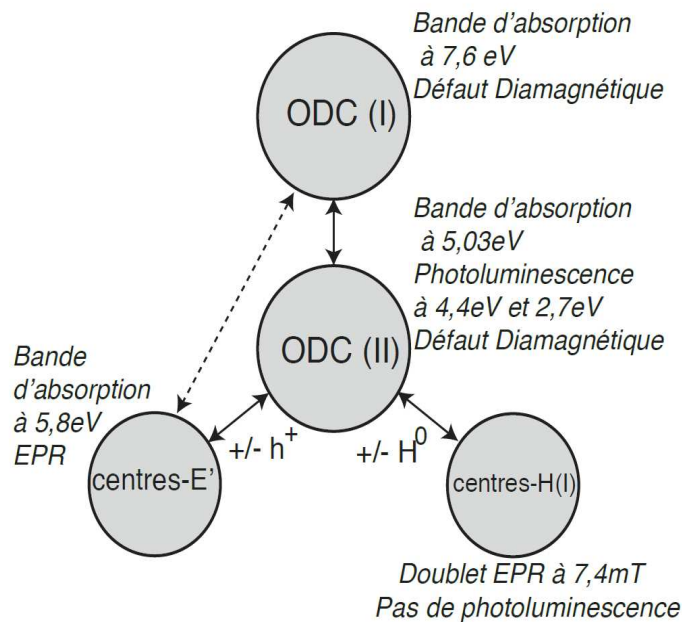 Bande d'absorption
à 7,6 eV
Défaut Diamagnétique
ODC (I)
Bande d'absorption
à 5,03eV
Photoluminescence
à 4,4eV et 2,7eV
Défaut Diamagnétique
ODC (II)
Bande
d'absorption
à 5,8eV
EPR
+/- h⁺
+/- H⁰
centres-E'
centres-H(I)
Doublet EPR à 7,4mT
Pas de photoluminescence